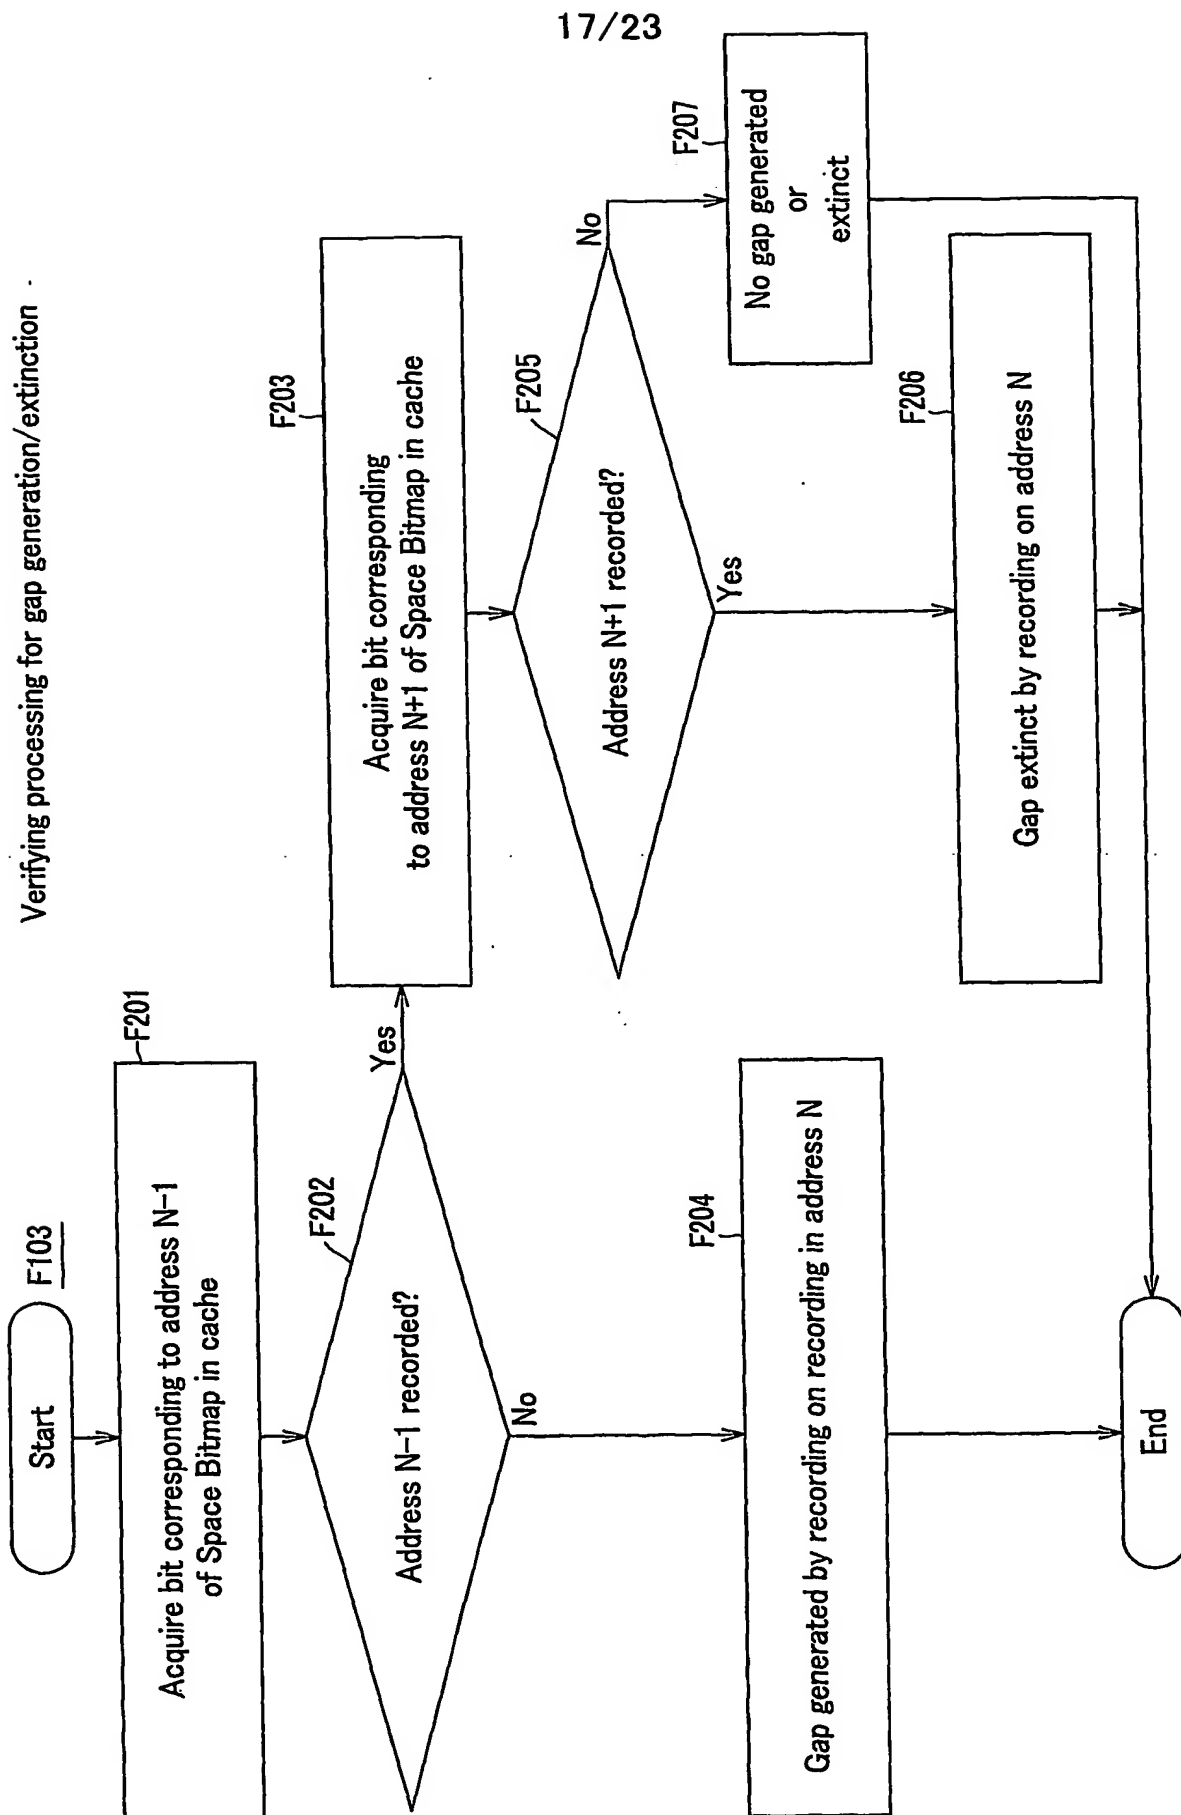 17/23
Verifying processing for gap generation/extinction
Start
F103
F201
Acquire bit corresponding to address N−1
of Space Bitmap in cache
F202
Address N−1 recorded?
Yes
No
F203
Acquire bit corresponding
to address N+1 of Space Bitmap in cache
F205
Address N+1 recorded?
No
Yes
F207
No gap generated
or
extinct
F204
Gap generated by recording on recording in address N
F206
Gap extinct by recording on address N
End